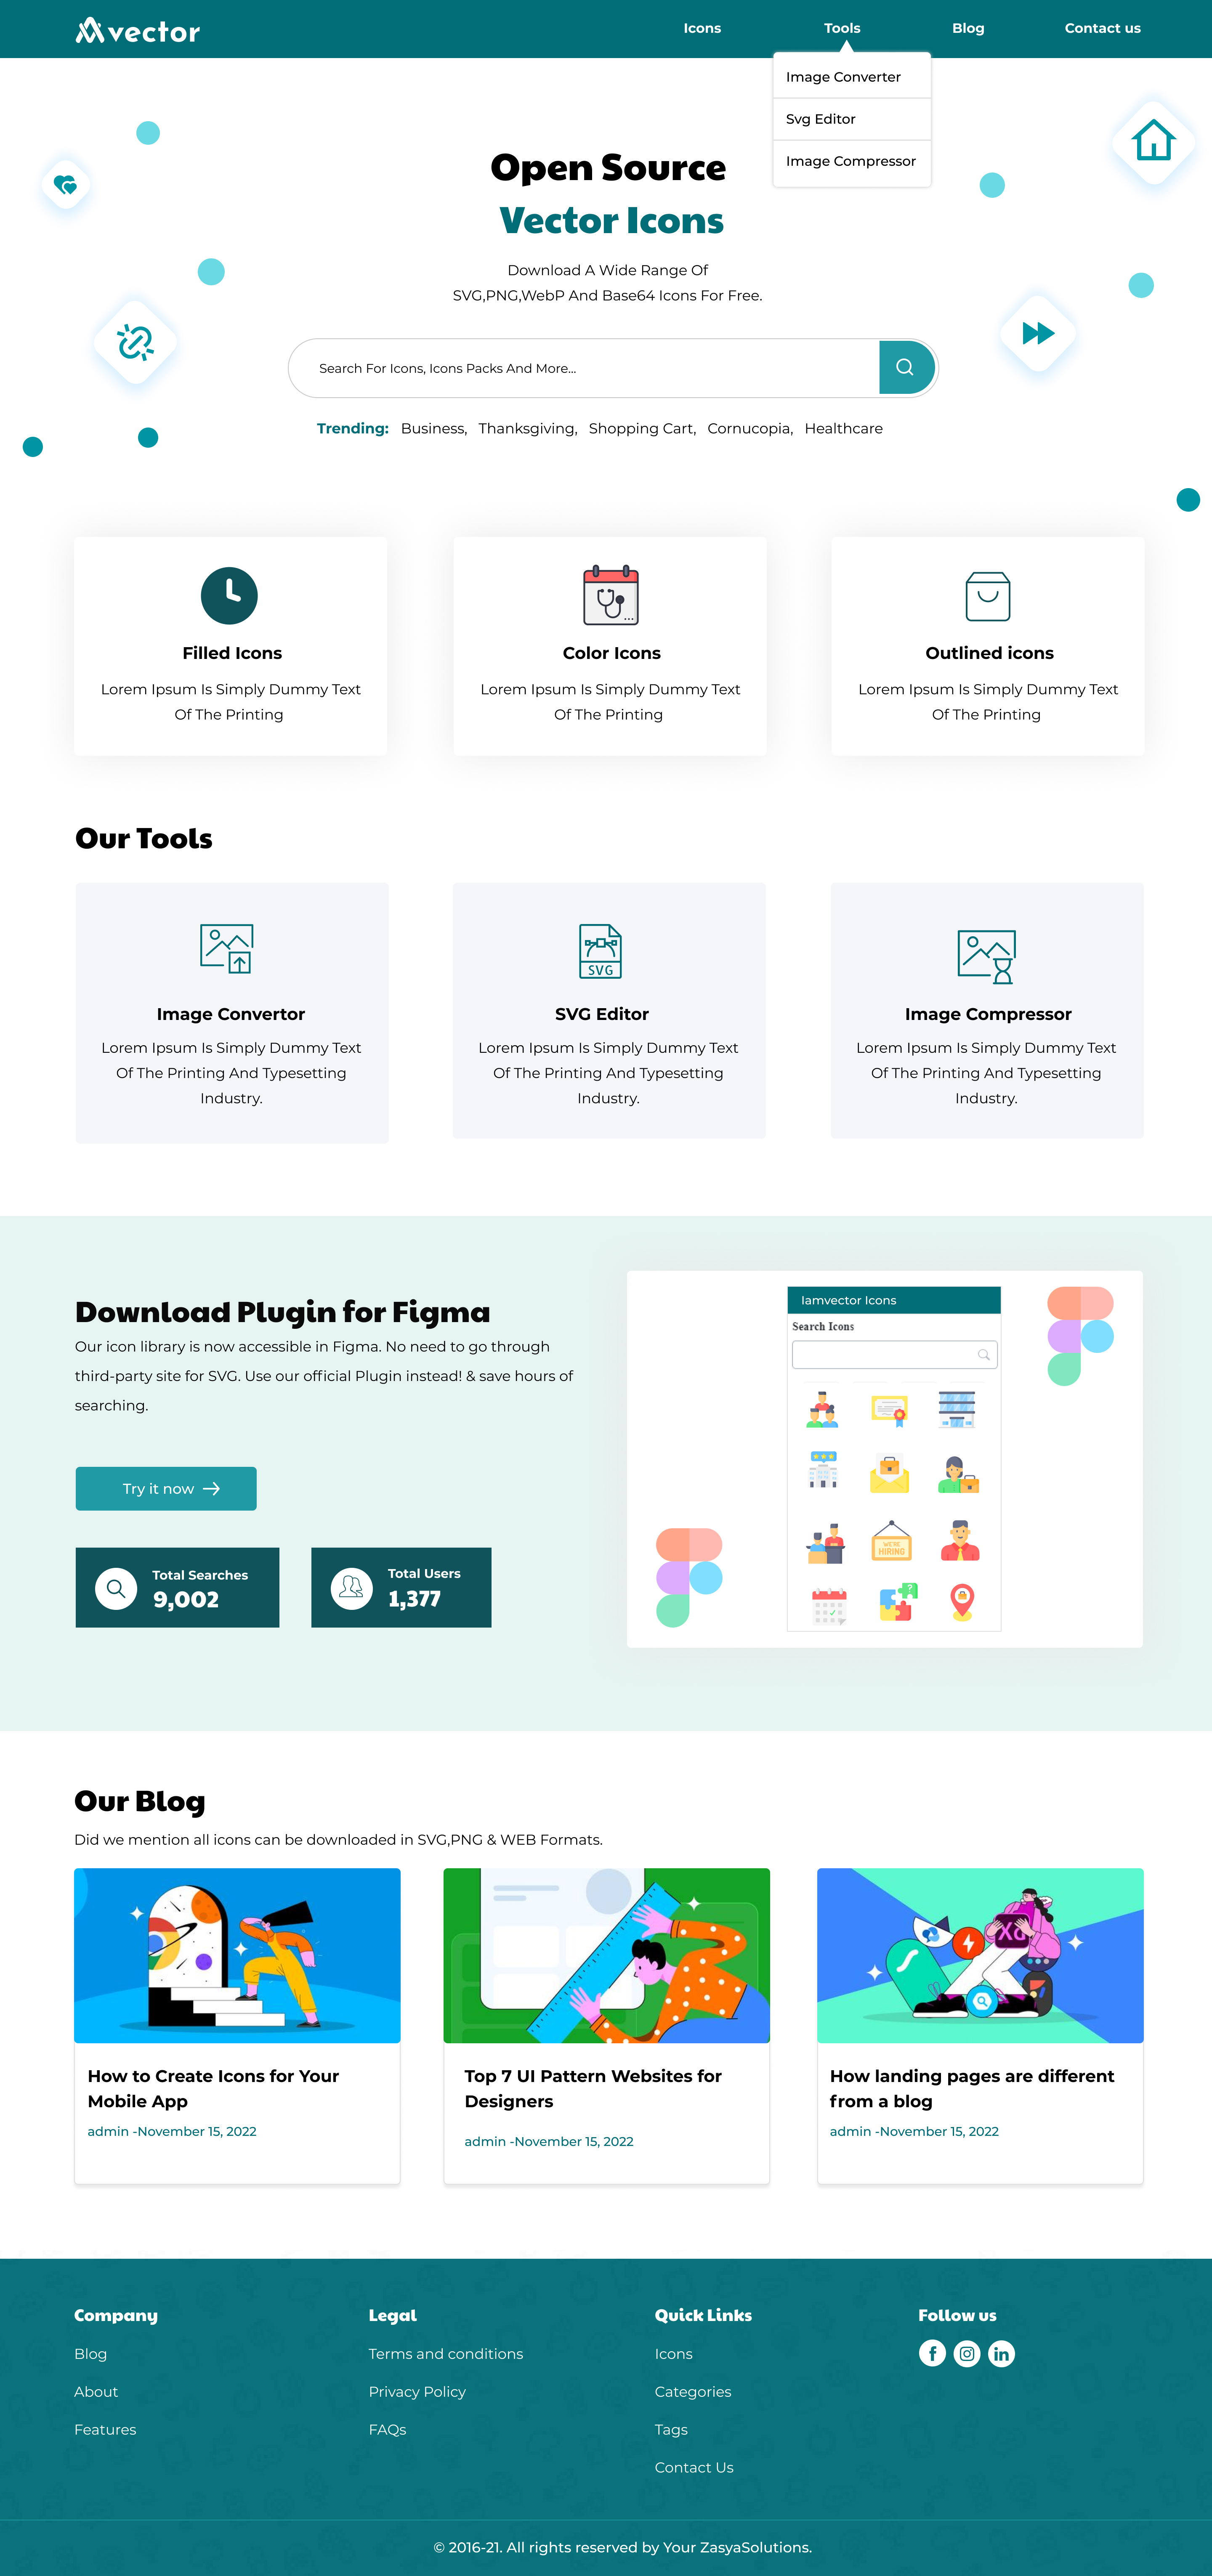 vector
Icons
Tools
Blog
Contact us
Image Converter
Svg Editor
Image Compressor
Open Source
Vector Icons
Download A Wide Range Of
SVG,PNG,WebP And Base64 Icons For Free.
Search For Icons, Icons Packs And More...
Trending: Business, Thanksgiving, Shopping Cart, Cornucopia, Healthcare
Filled Icons
Lorem Ipsum Is Simply Dummy Text
Of The Printing
Color Icons
Lorem Ipsum Is Simply Dummy Text
Of The Printing
Outlined icons
Lorem Ipsum Is Simply Dummy Text
Of The Printing
Our Tools
Image Convertor
Lorem Ipsum Is Simply Dummy Text
Of The Printing And Typesetting
Industry.
SVG
SVG Editor
Lorem Ipsum Is Simply Dummy Text
Of The Printing And Typesetting
Industry.
Image Compressor
Lorem Ipsum Is Simply Dummy Text
Of The Printing And Typesetting
Industry.
Download Plugin for Figma
Our icon library is now accessible in Figma. No need to go through
third-party site for SVG. Use our official Plugin instead! & save hours of
searching.
Try it now
Total Searches
9,002
Total Users
1,377
Iamvector Icons
Search Icons
WE'RE
HIRING
Our Blog
Did we mention all icons can be downloaded in SVG,PNG & WEB Formats.
How to Create Icons for Your
Mobile App
admin -November 15, 2022
Top 7 UI Pattern Websites for
Designers
admin -November 15, 2022
Xd
How landing pages are different
from a blog
admin -November 15, 2022
Company
Blog
About
Features
Legal
Terms and conditions
Privacy Policy
FAQs
Quick Links
Icons
Categories
Tags
Contact Us
Follow us
© 2016-21. All rights reserved by Your ZasyaSolutions.